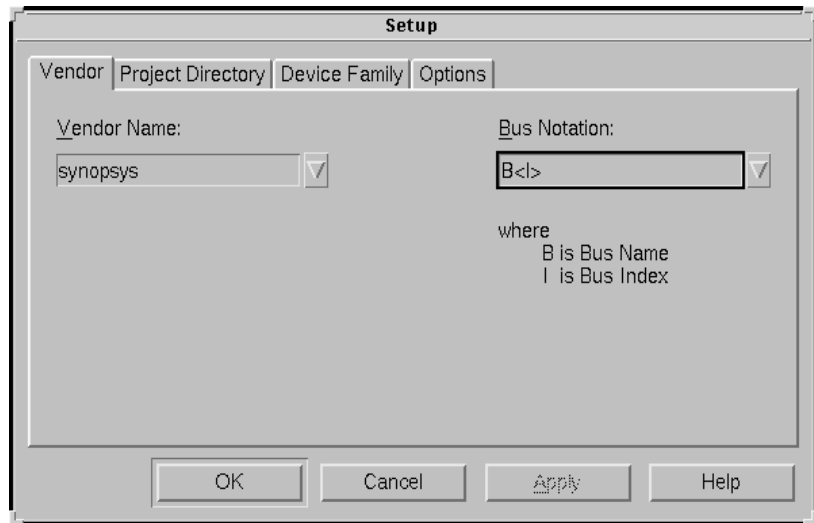 Setup
Vendor Project Directory Device Family Options
Vendor Name: Bus Notation:
synopsys B<I>
where
B is Bus Name
I is Bus Index
OK Cancel Apply Help